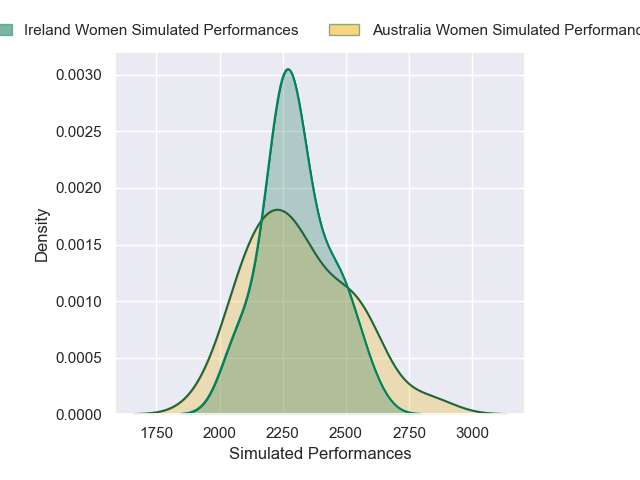 Ireland Women Simulated Performances
Australia Women Simulated Performanc
0.0030
0.0025
0.0020
0.0015
0.0010
0.0005
0.0000
Density
1750 2000 2250 2500 2750 3000
Simulated Performances